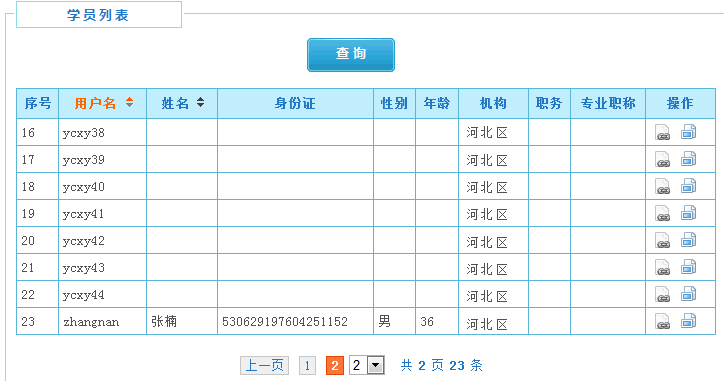 学员列表
查询
序号 用户名 姓名 身份证 性别 年龄 机构 职务 专业职称 操作
16 ycxy38 河北区
17 ycxy39 河北区
18 ycxy40 河北区
19 ycxy41 河北区
20 ycxy42 河北区
21 ycxy43 河北区
22 ycxy44 河北区
23 zhangnan 张楠 530629197604251152 男 36 河北区
上一页 1 2 2 共 2 页 23 条